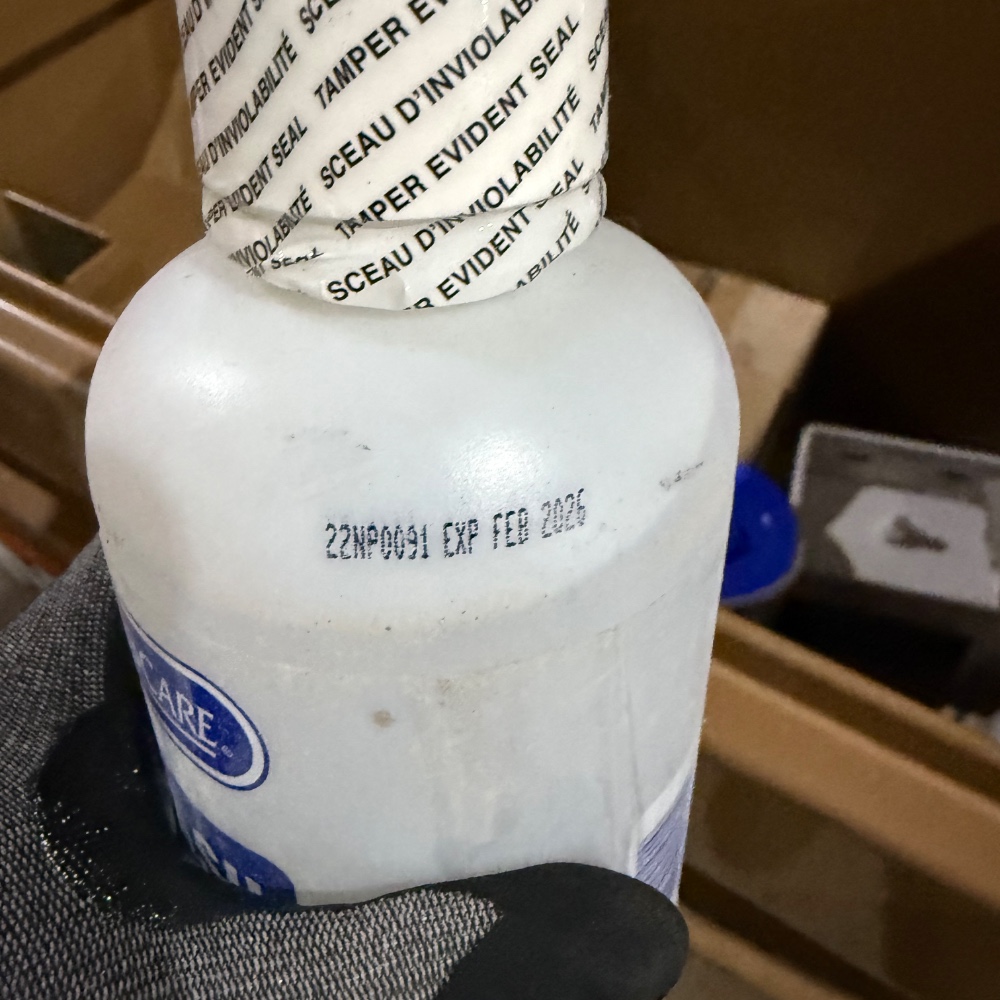 SCEAU D'INVIOLABILITÉ
TAMPER EVIDENT SEAL
SCEAU D'INVIOLABILITÉ
TAMPER EVIDENT SEAL
SCEAU D'INVIOLABILITÉ
EVIDENT SEAL
22NP0091 EXP FEB 2026
CARE